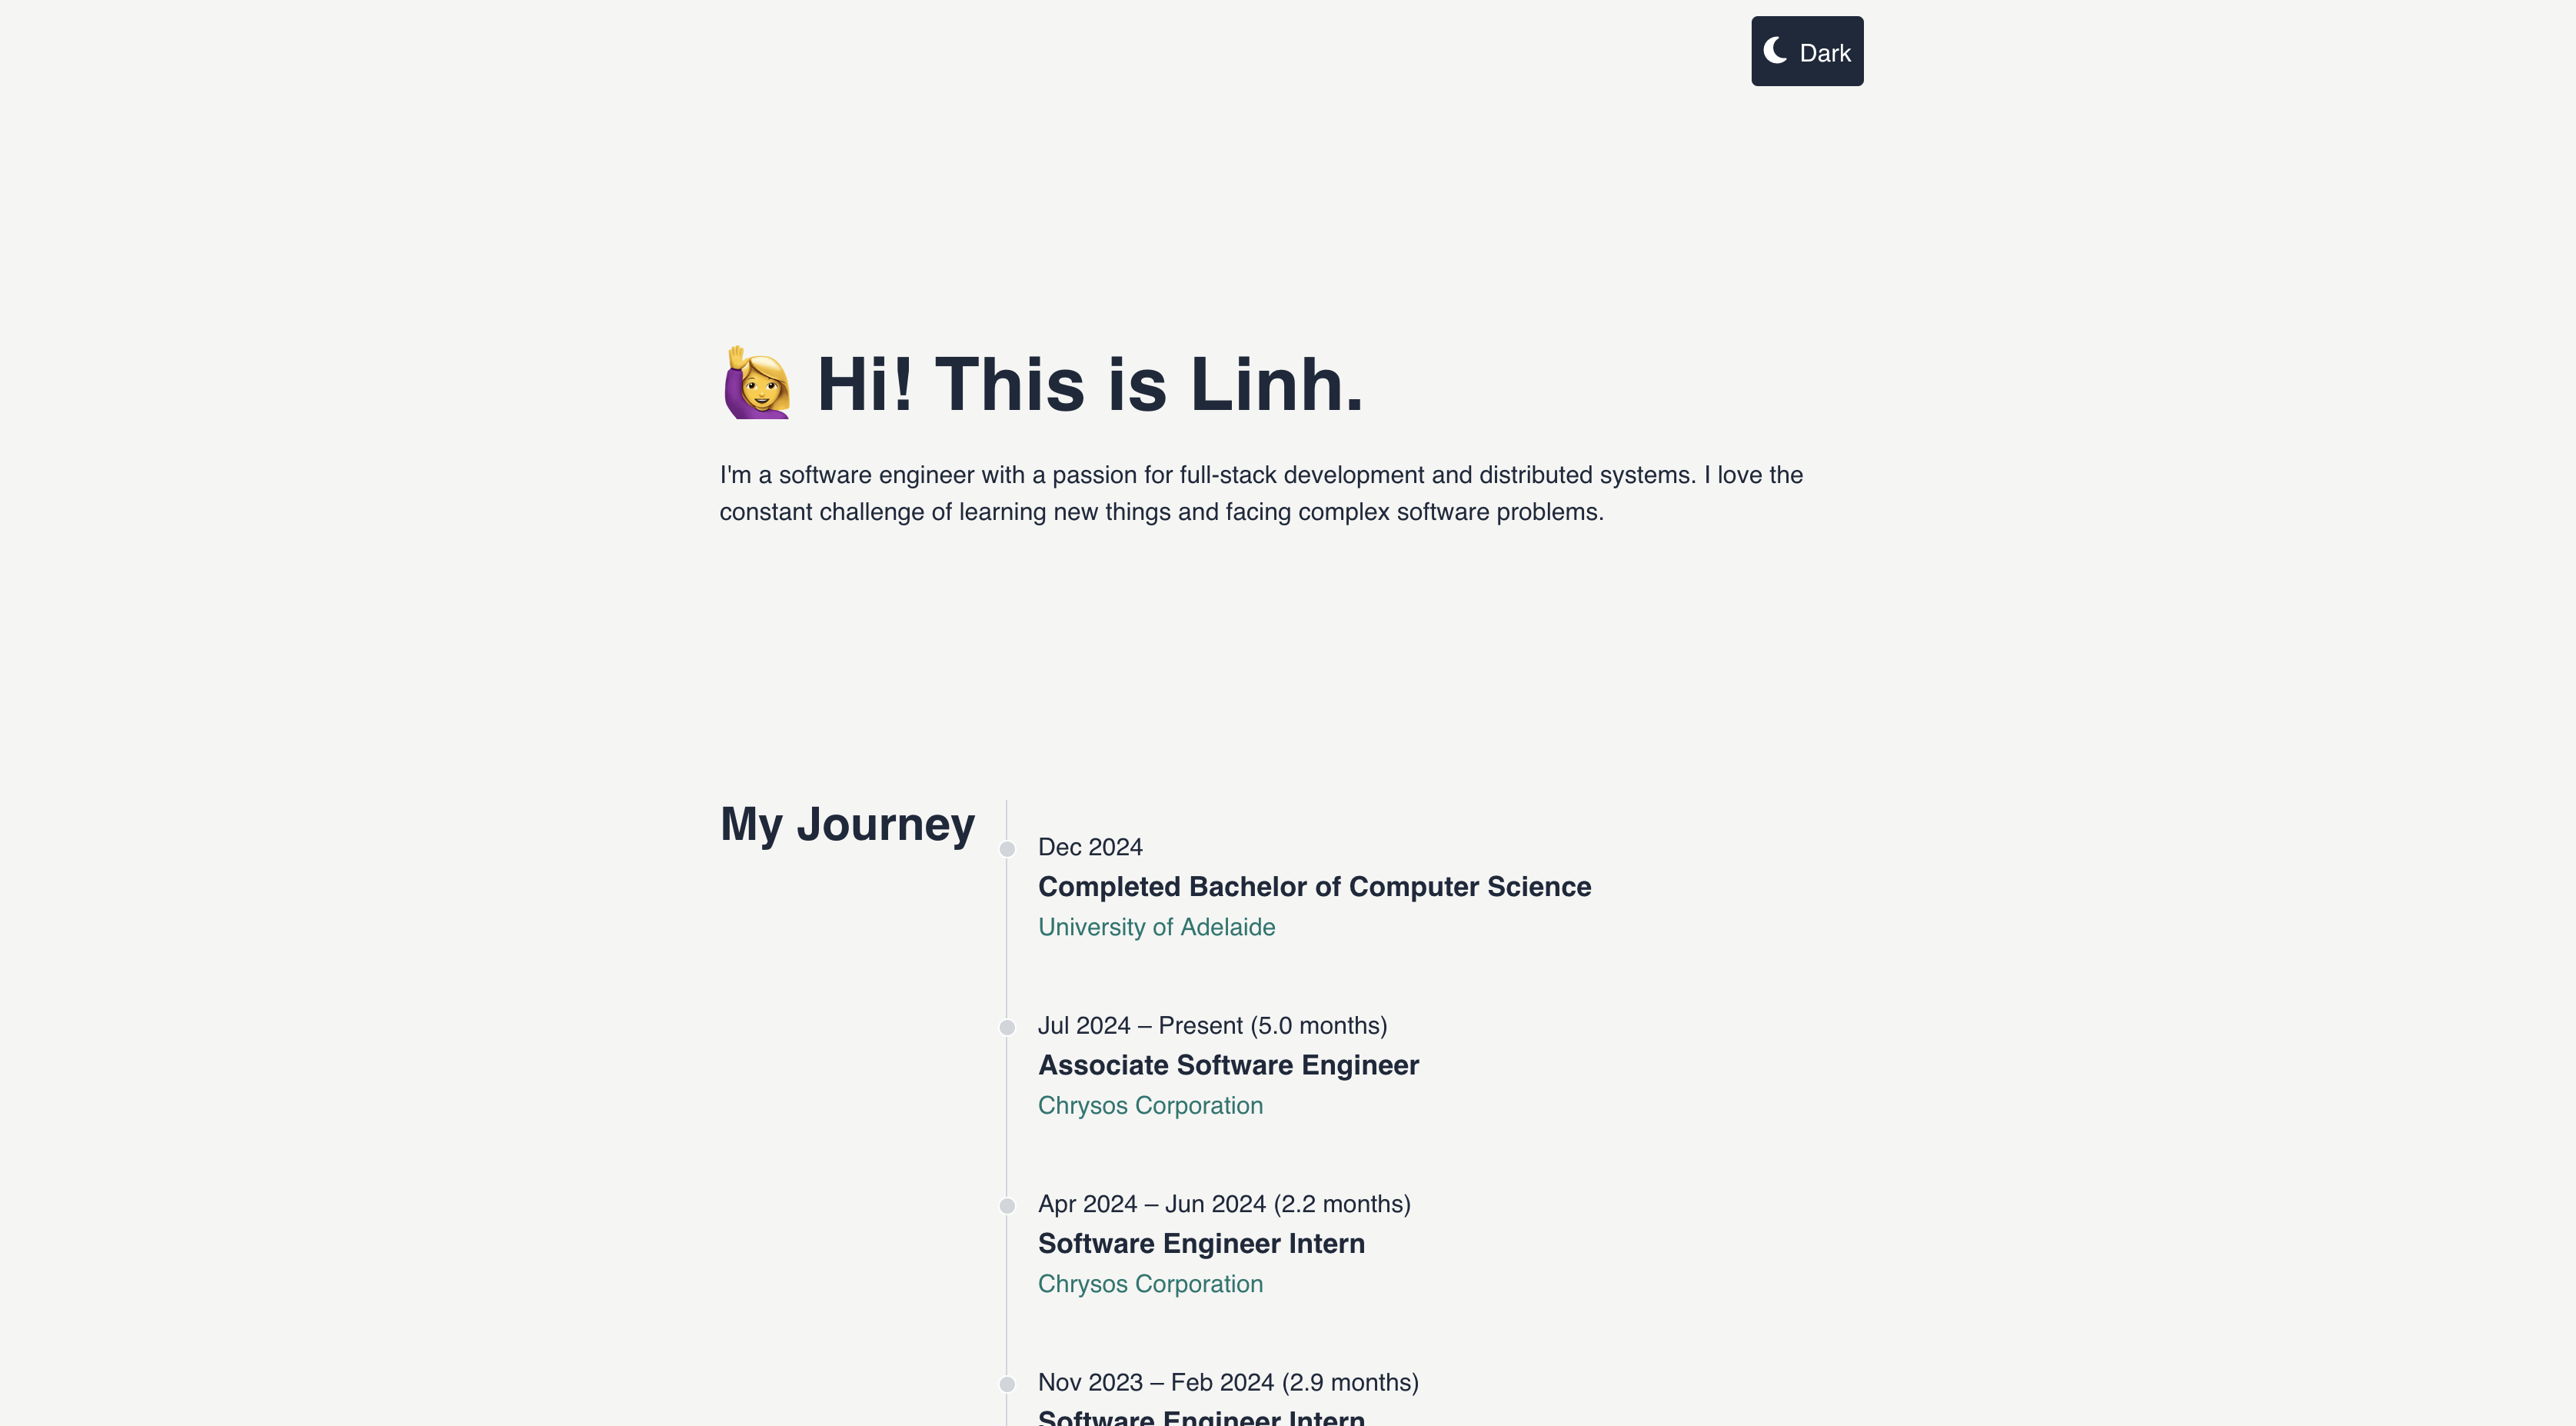 Dark
Hi! This is Linh.
I'm a software engineer with a passion for full-stack development and distributed systems. I love the
constant challenge of learning new things and facing complex software problems.
My Journey
Dec 2024
Completed Bachelor of Computer Science
University of Adelaide
Jul 2024 – Present (5.0 months)
Associate Software Engineer
Chrysos Corporation
Apr 2024 – Jun 2024 (2.2 months)
Software Engineer Intern
Chrysos Corporation
Nov 2023 – Feb 2024 (2.9 months)
Software Engineer Intern